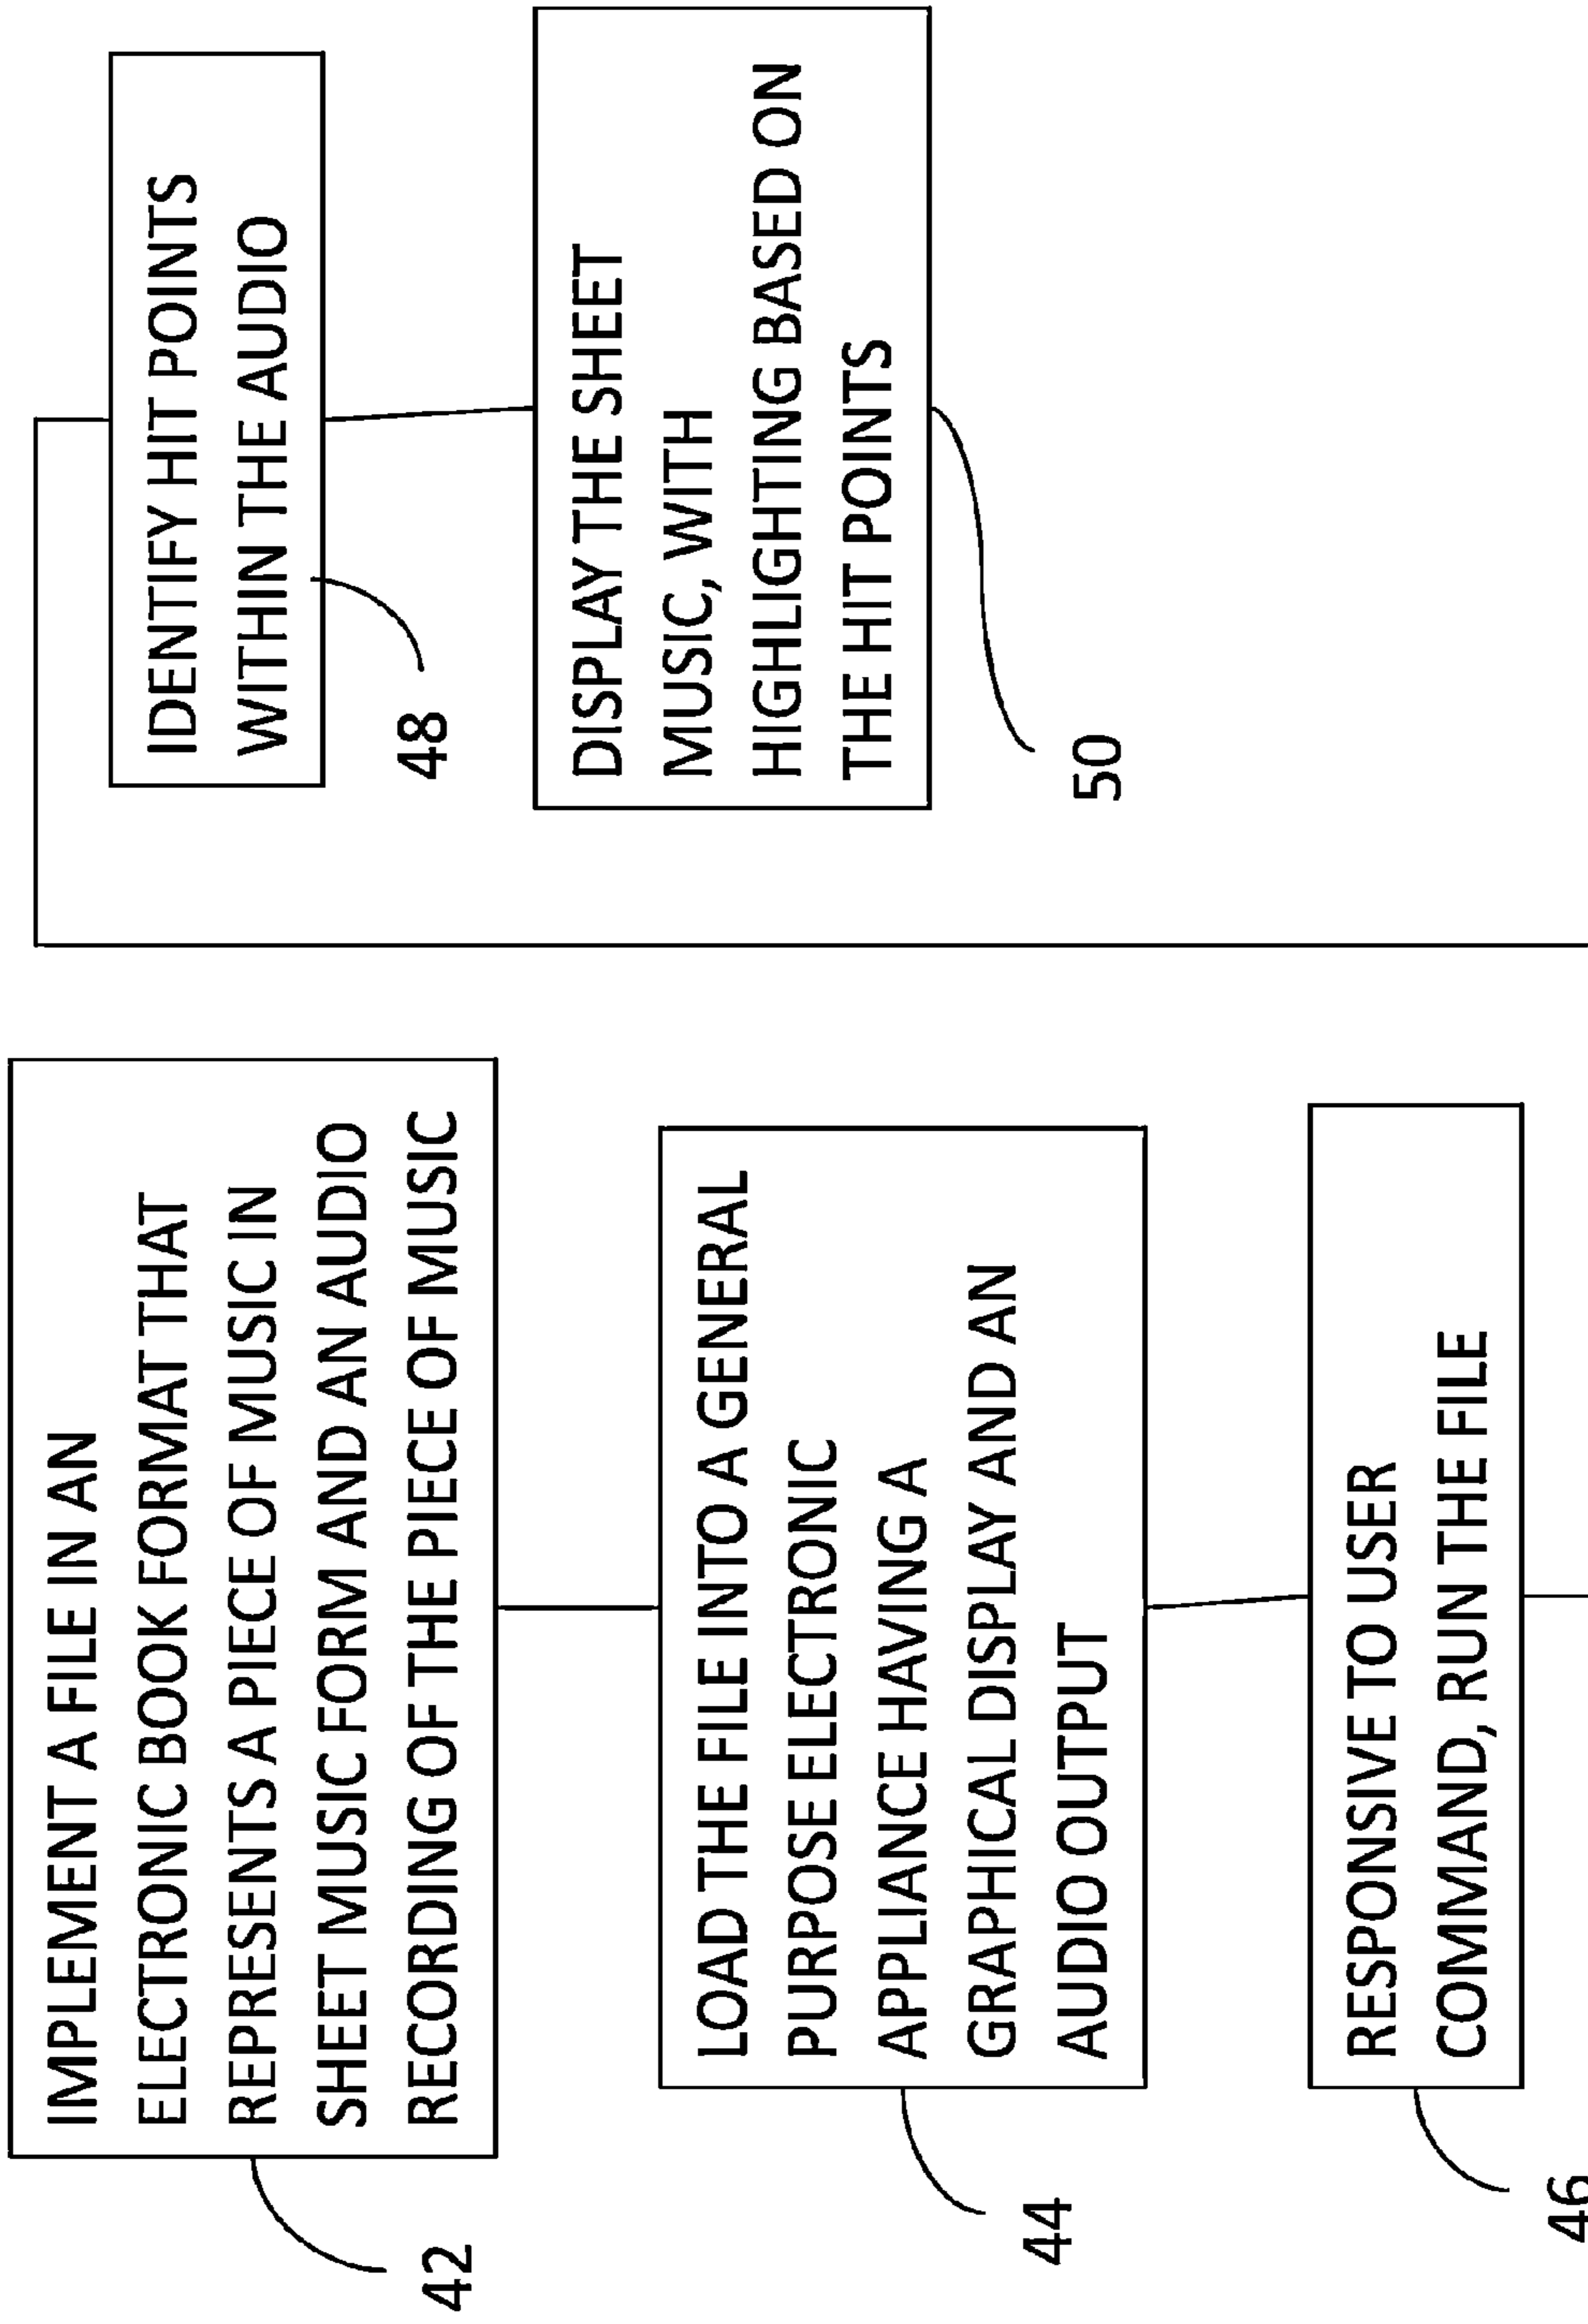 IMPLEMENT A FILE IN AN
ELECTRONIC BOOK FORMAT THAT
REPRESENTS A PIECE OF MUSIC IN
SHEET MUSIC FORM AND AN AUDIO
RECORDING OF THE PIECE OF MUSIC
42
LOAD THE FILE INTO A GENERAL
PURPOSE ELECTRONIC
APPLIANCE HAVING A
GRAPHICAL DISPLAY AND AN
AUDIO OUTPUT
44
RESPONSIVE TO USER
COMMAND, RUN THE FILE
46
IDENTIFY HIT POINTS
WITHIN THE AUDIO
48
DISPLAY THE SHEET
MUSIC, WITH
HIGHLIGHTING BASED ON
THE HIT POINTS
50